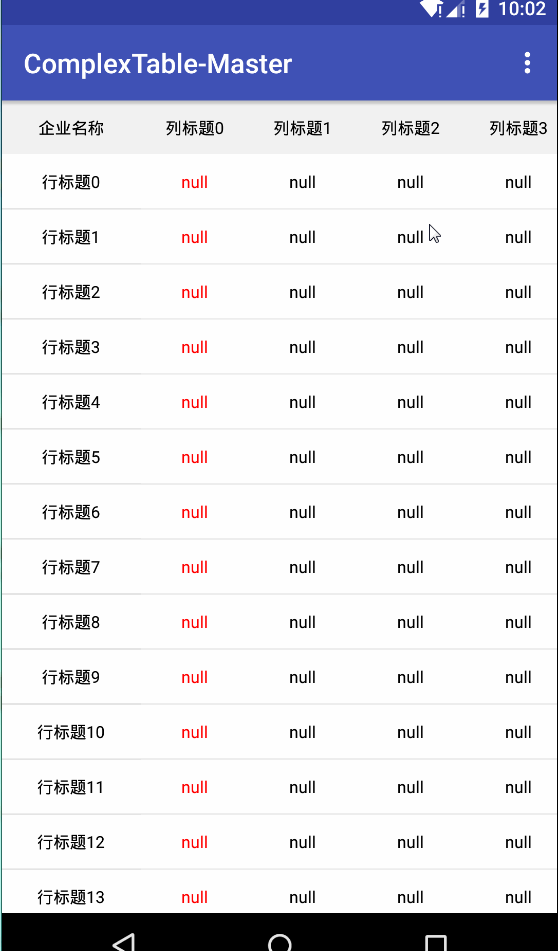 10:02
ComplexTable-Master
企业名称 列标题0 列标题1 列标题2 列标题3
行标题0 null null null null
行标题1 null null null null
行标题2 null null null null
行标题3 null null null null
行标题4 null null null null
行标题5 null null null null
行标题6 null null null null
行标题7 null null null null
行标题8 null null null null
行标题9 null null null null
行标题10 null null null null
行标题11 null null null null
行标题12 null null null null
行标题13 null null null null